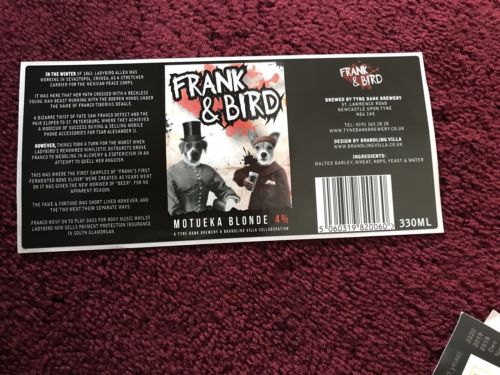 IN THE WINTER OF 1863, LADYBIRD ALLEN WAS
WORKING IN SEVASTOPOL, CRIMEA, AS A STRETCHER
CARRIER FOR THE MEXICAN PEACE CORPS.
IT WAS HERE THAT HER PATH CROSSED WITH A RECKLESS
YOUNG MAN BEAST RUNNING WITH THE BORZOI HORDE UNDER
THE NAME OF FRANCO TIBERIUS BEAGLE.
A BIZARRE TWIST OF FATE SAW FRANCO DEFECT AND THE
PAIR ELOPED TO ST. PETERSBURG, WHERE THEY ACHIEVED
A MODICUM OF SUCCESS BUYING & SELLING MOBILE
PHONE ACCESSORIES FOR TSAR ALEXANDER II.
HOWEVER, THINGS TOOK A TURN FOR THE WORST WHEN
LADYBIRD'S RENOWNED NIHILISTIC OUTBURSTS DROVE
FRANCO TO MEDDLING IN ALCHEMY & ESOTERICISM IN AN
ATTEMPT TO QUELL HER ANGUISH
THIS WAS WHERE THE FIRST SAMPLES OF "FRANK'S FIRST
FERMENTED BONE ELIXIR" WERE CREATED. AS YEARS WENT
ON IT WAS GIVEN THE NEW MONIKER OF "BEER", FOR NO
APPARENT REASON.
THE FAME & FORTUNE WAS SHORT LIVED HOWEVER, AND
THE TWO WENT THEIR SEPARATE WAYS.
FRANCO WENT ON TO PLAY BASS FOR ROXY MUSIC WHILST
LADYBIRD NOW SELLS PAYMENT PROTECTION INSURANCE
IN SOUTH GLAMORGAN.
FRANK
& BIRD
MOTUEKA BLONDE 4%
A TYNE BANK BREWERY & BRANDLING VILLA COLLABORATION
FRANK
& BIRD
BREWED BY TYNE BANK BREWERY
ST. LAWRENCE ROAD
NEWCASTLE UPON TYNE
NE6 1AS
TEL: 0191 265 28 28
WWW.TYNEBANKBREWERY.CO.UK
DESIGN BY BRANDLING VILLA
WWW.BRANDLINGVILLA.CO.UK
INGREDIENTS:
MALTED BARLEY, WHEAT, HOPS, YEAST & WATER
5 060319 820060
330ML
2020
2019
2018